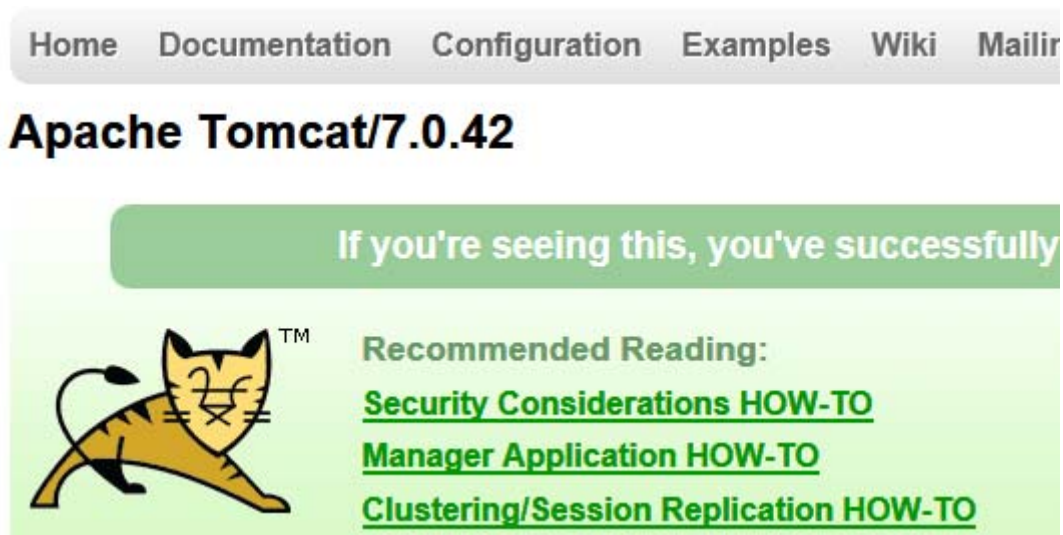 Home Documentation Configuration Examples Wiki
Apache Tomcat/7.0.42
If you're seeing this, you've successfully
TM
Recommended Reading:
Security Considerations HOW-TO
Manager Application HOW-TO
Clustering/Session Replication HOW-TO